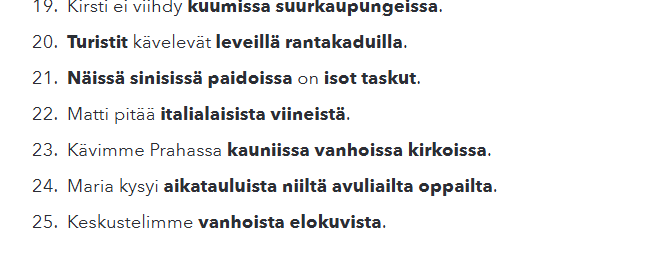 19. Kirsti ei viihdy kuumissa suurkaupungeissa.
20. Turistit kävelevät leveillä rantakaduilla.
21. Näissä sinisissä paidoissa on isot taskut.
22. Matti pitää italialaisista viineistä.
23. Kävimme Prahassa kauniissa vanhoissa kirkoissa.
24. Maria kysyi aikatauluista niiltä avuliailta oppailta.
25. Keskustelimme vanhoista elokuvista.